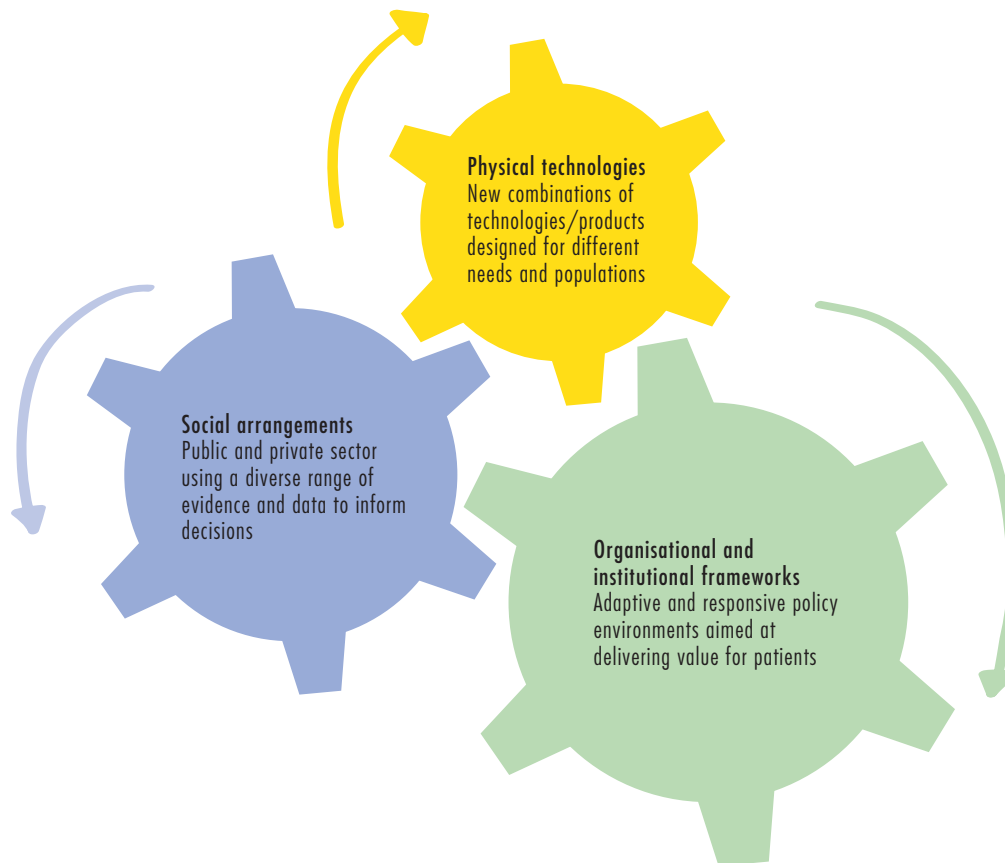 Physical technologies
New combinations of
technologies/products
designed for different
needs and populations
Social arrangements
Public and private sector
using a diverse range of
evidence and data to inform
decisions
Organisational and
institutional frameworks
Adaptive and responsive policy
environments aimed at
delivering value for patients